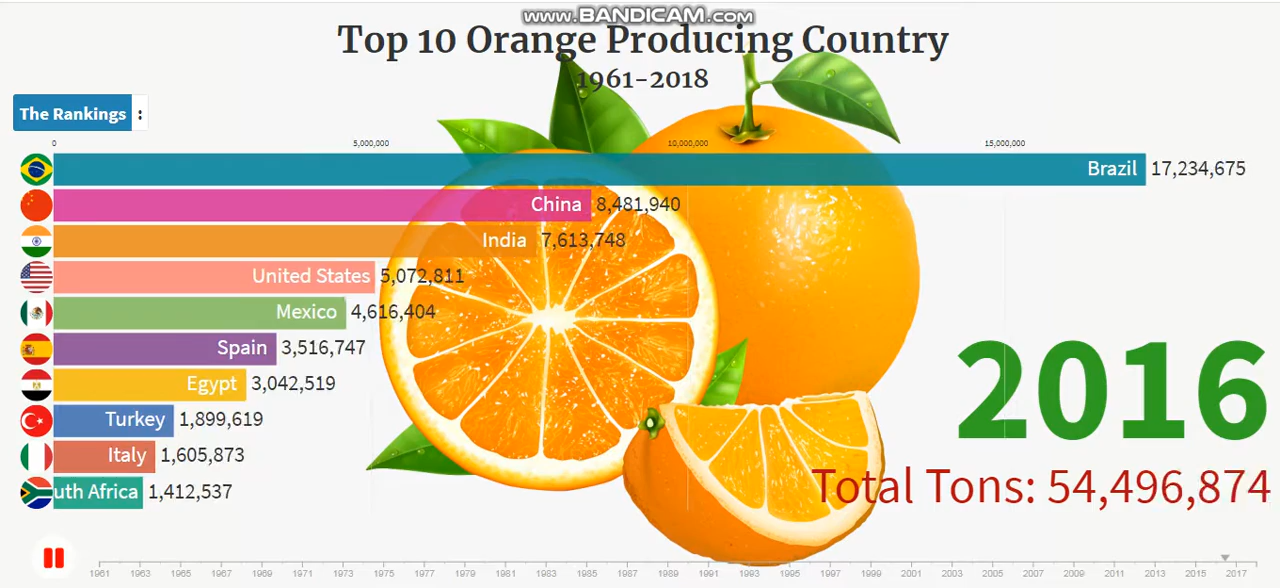 www.BANDICAM.com
Top 10 Orange Producing Country
1961-2018
The Rankings :
0 5,000,000 10,000,000 15,000,000
Brazil 17,234,675
China 8,481,940
India 7,613,748
United States 5,072,811
Mexico 4,616,404
Spain 3,516,747
Egypt 3,042,519
Turkey 1,899,619
Italy 1,605,873
uth Africa 1,412,537
2016
Total Tons: 54,496,874
1961 1963 1965 1967 1969 1971 1973 1975 1977 1979 1981 1983 1985 1987 1989 1991 1993 1995 1997 1999 2001 2003 2005 2007 2009 2011 2013 2015 2017